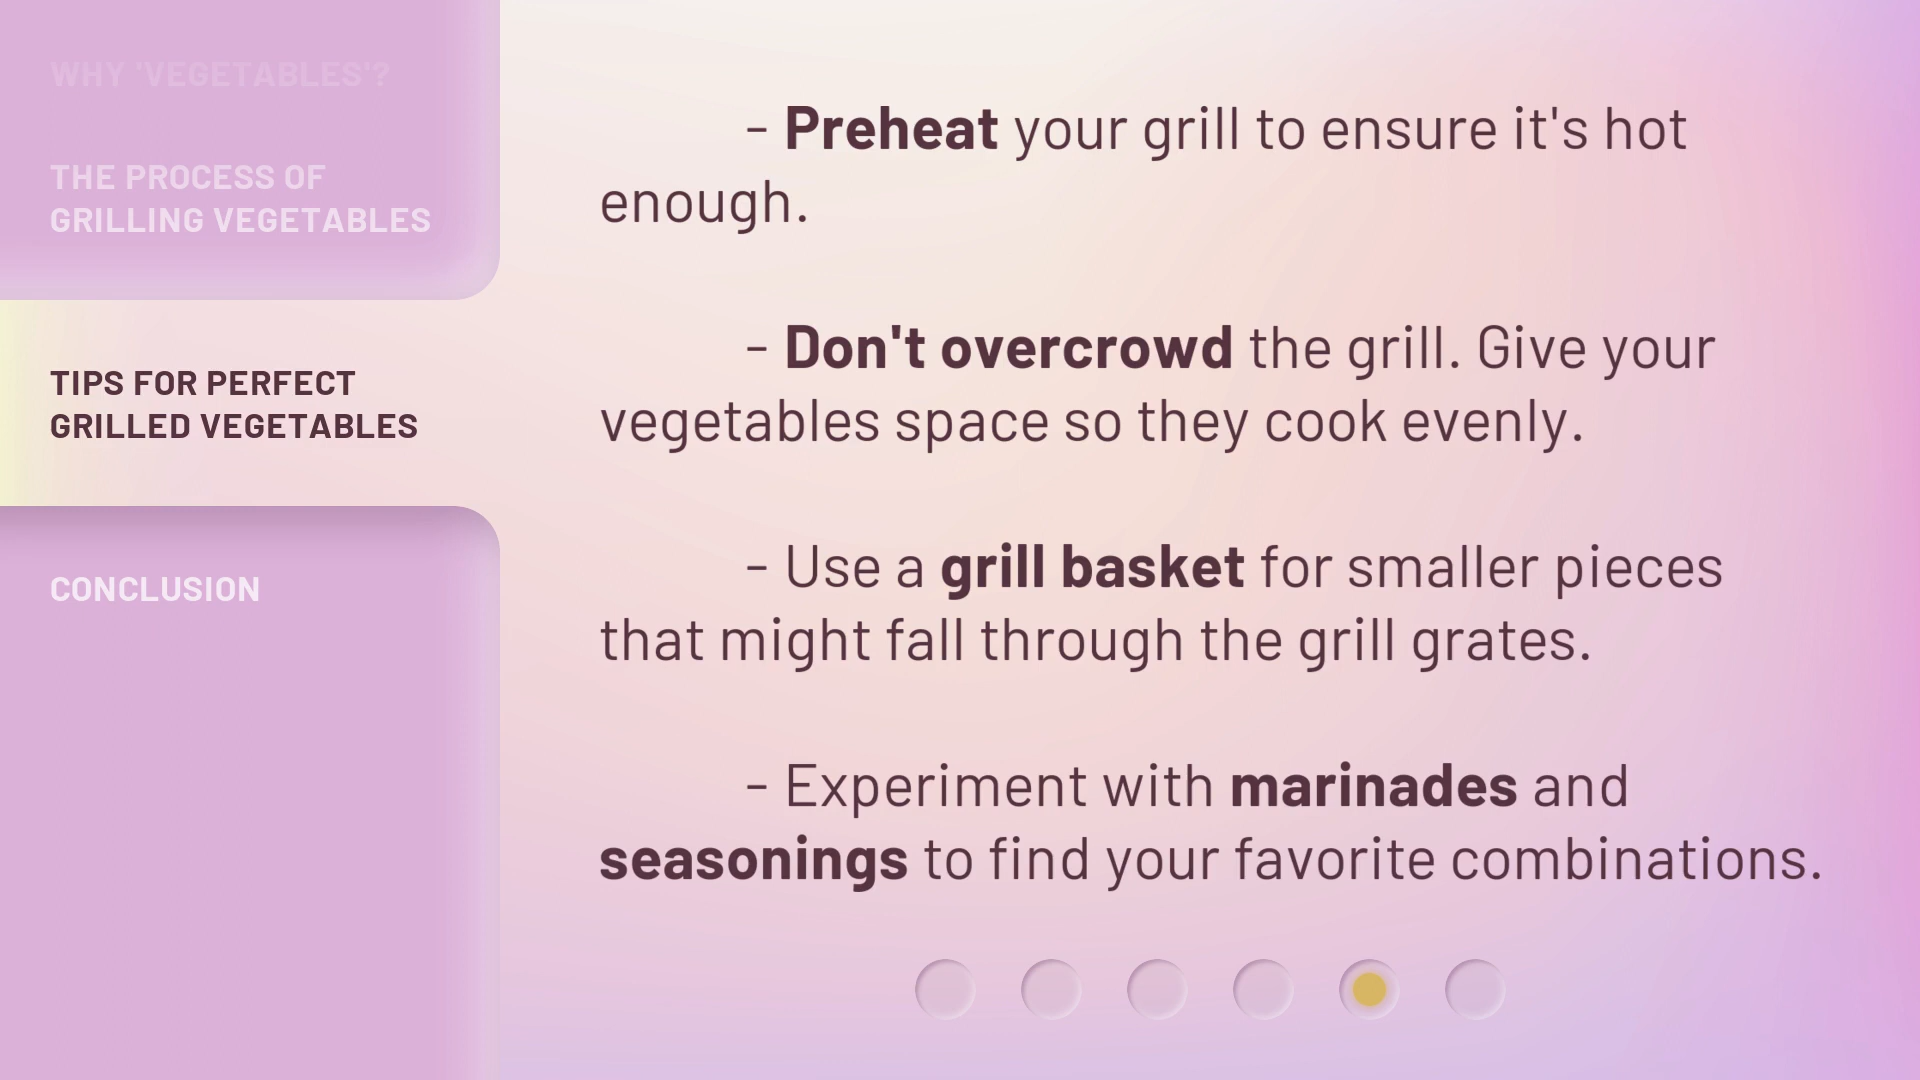 WHY 'VEGETABLES'?
THE PROCESS OF
GRILLING VEGETABLES
TIPS FOR PERFECT
GRILLED VEGETABLES
CONCLUSION
- Preheat your grill to ensure it's hot
enough.
- Don't overcrowd the grill. Give your
vegetables space so they cook evenly.
- Use a grill basket for smaller pieces
that might fall through the grill grates.
- Experiment with marinades and
seasonings to find your favorite combinations.